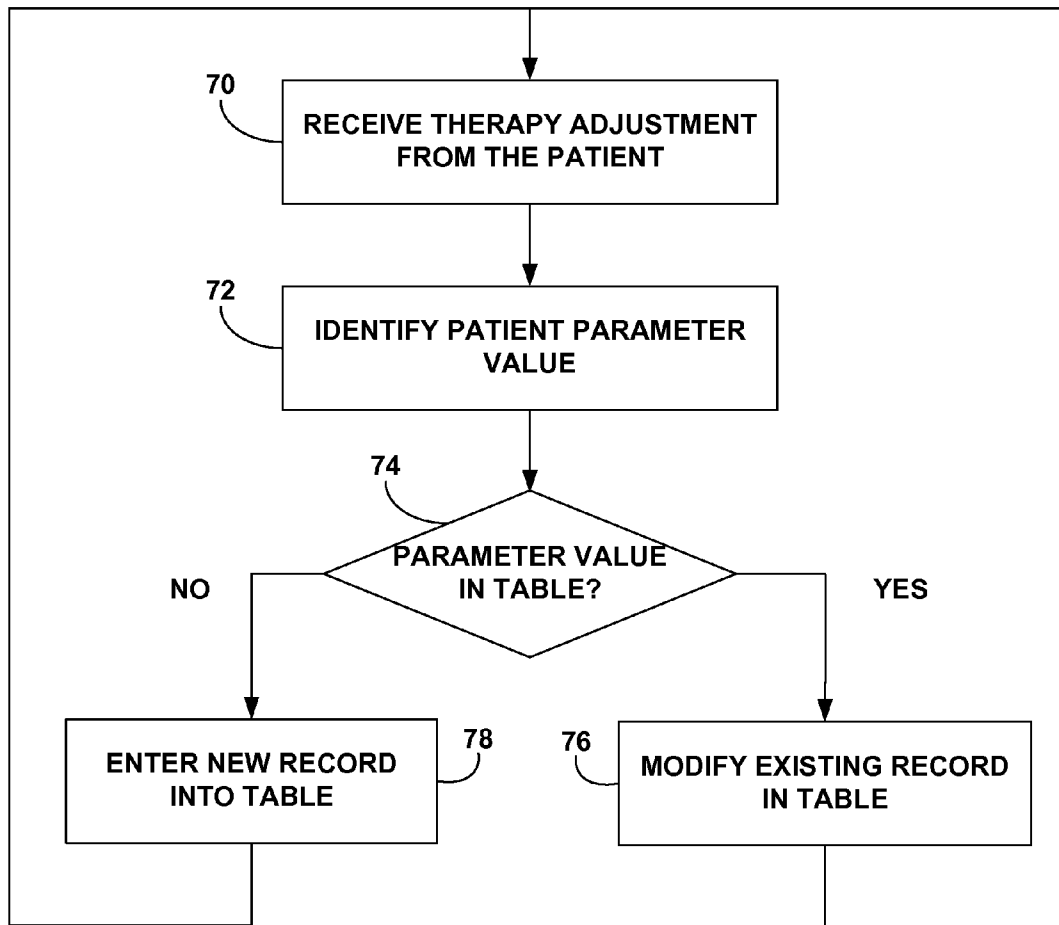 70
RECEIVE THERAPY ADJUSTMENT
FROM THE PATIENT
72
IDENTIFY PATIENT PARAMETER
VALUE
74
PARAMETER VALUE
IN TABLE?
NO
YES
ENTER NEW RECORD
INTO TABLE
78
76
MODIFY EXISTING RECORD
IN TABLE